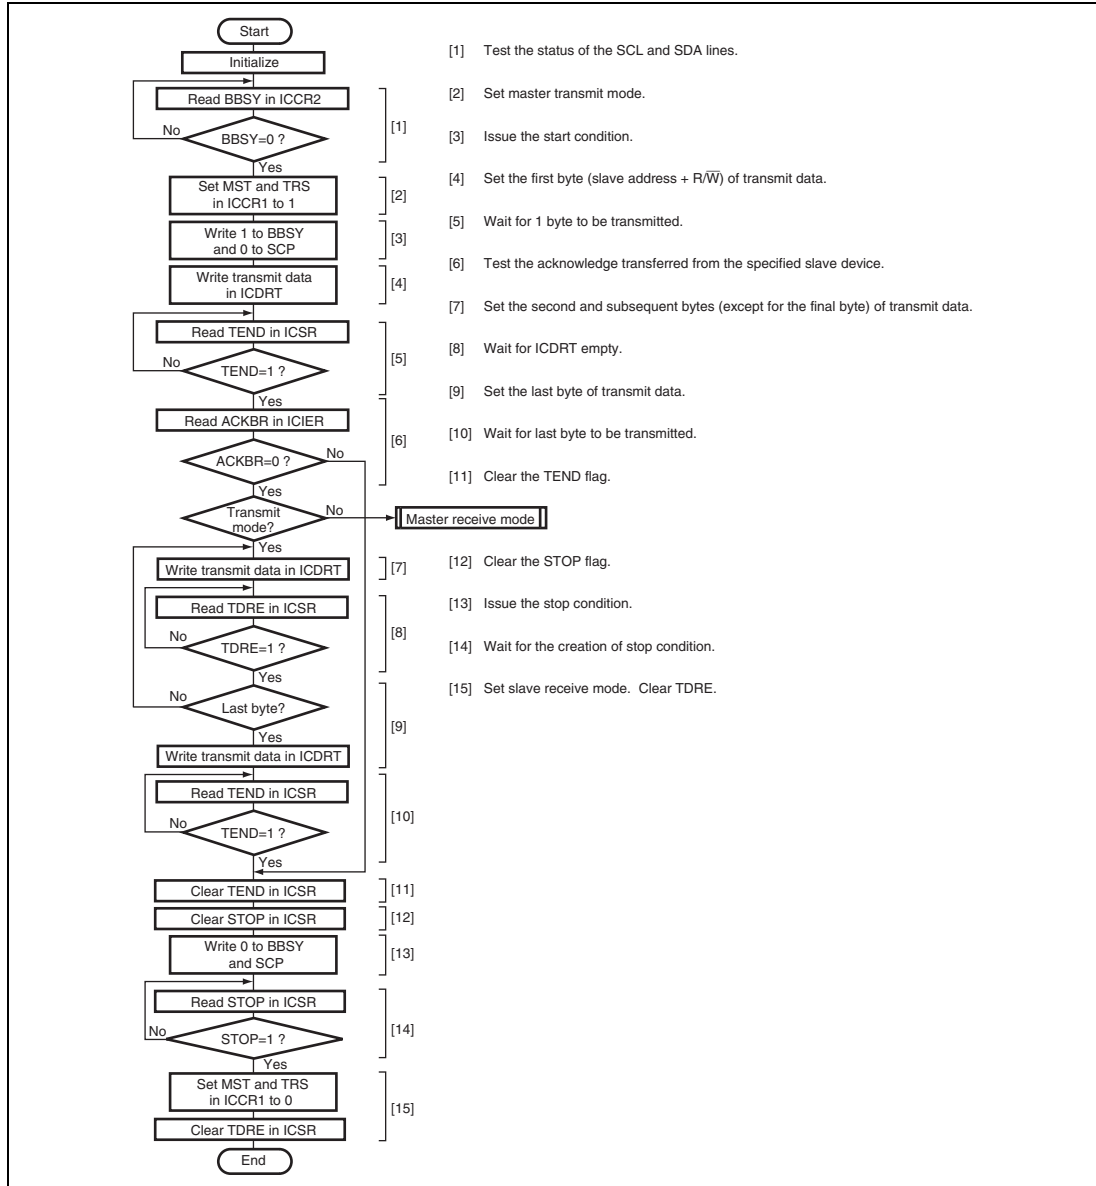 Start
Initialize
Read BBSY in ICCR2
No
BBSY=0 ?
[1]
Yes
Set MST and TRS
in ICCR1 to 1
[2]
Write 1 to BBSY
and 0 to SCP
[3]
Write transmit data
in ICDRT
[4]
Read TEND in ICSR
No
TEND=1 ?
[5]
Yes
Read ACKBR in ICIER
[6]
ACKBR=0 ?
No
Yes
Transmit
mode?
No
Master receive mode
Yes
Write transmit data in ICDRT
[7]
Read TDRE in ICSR
No
TDRE=1 ?
[8]
Yes
No
Last byte?
[9]
Yes
Write transmit data in ICDRT
Read TEND in ICSR
No
TEND=1 ?
[10]
Yes
Clear TEND in ICSR
[11]
Clear STOP in ICSR
[12]
Write 0 to BBSY
and SCP
[13]
Read STOP in ICSR
No
STOP=1 ?
[14]
Yes
Set MST and TRS
in ICCR1 to 0
[15]
Clear TDRE in ICSR
End
[1] Test the status of the SCL and SDA lines.
[2] Set master transmit mode.
[3] Issue the start condition.
[4] Set the first byte (slave address + R/W̅) of transmit data.
[5] Wait for 1 byte to be transmitted.
[6] Test the acknowledge transferred from the specified slave device.
[7] Set the second and subsequent bytes (except for the final byte) of transmit data.
[8] Wait for ICDRT empty.
[9] Set the last byte of transmit data.
[10] Wait for last byte to be transmitted.
[11] Clear the TEND flag.
[12] Clear the STOP flag.
[13] Issue the stop condition.
[14] Wait for the creation of stop condition.
[15] Set slave receive mode. Clear TDRE.